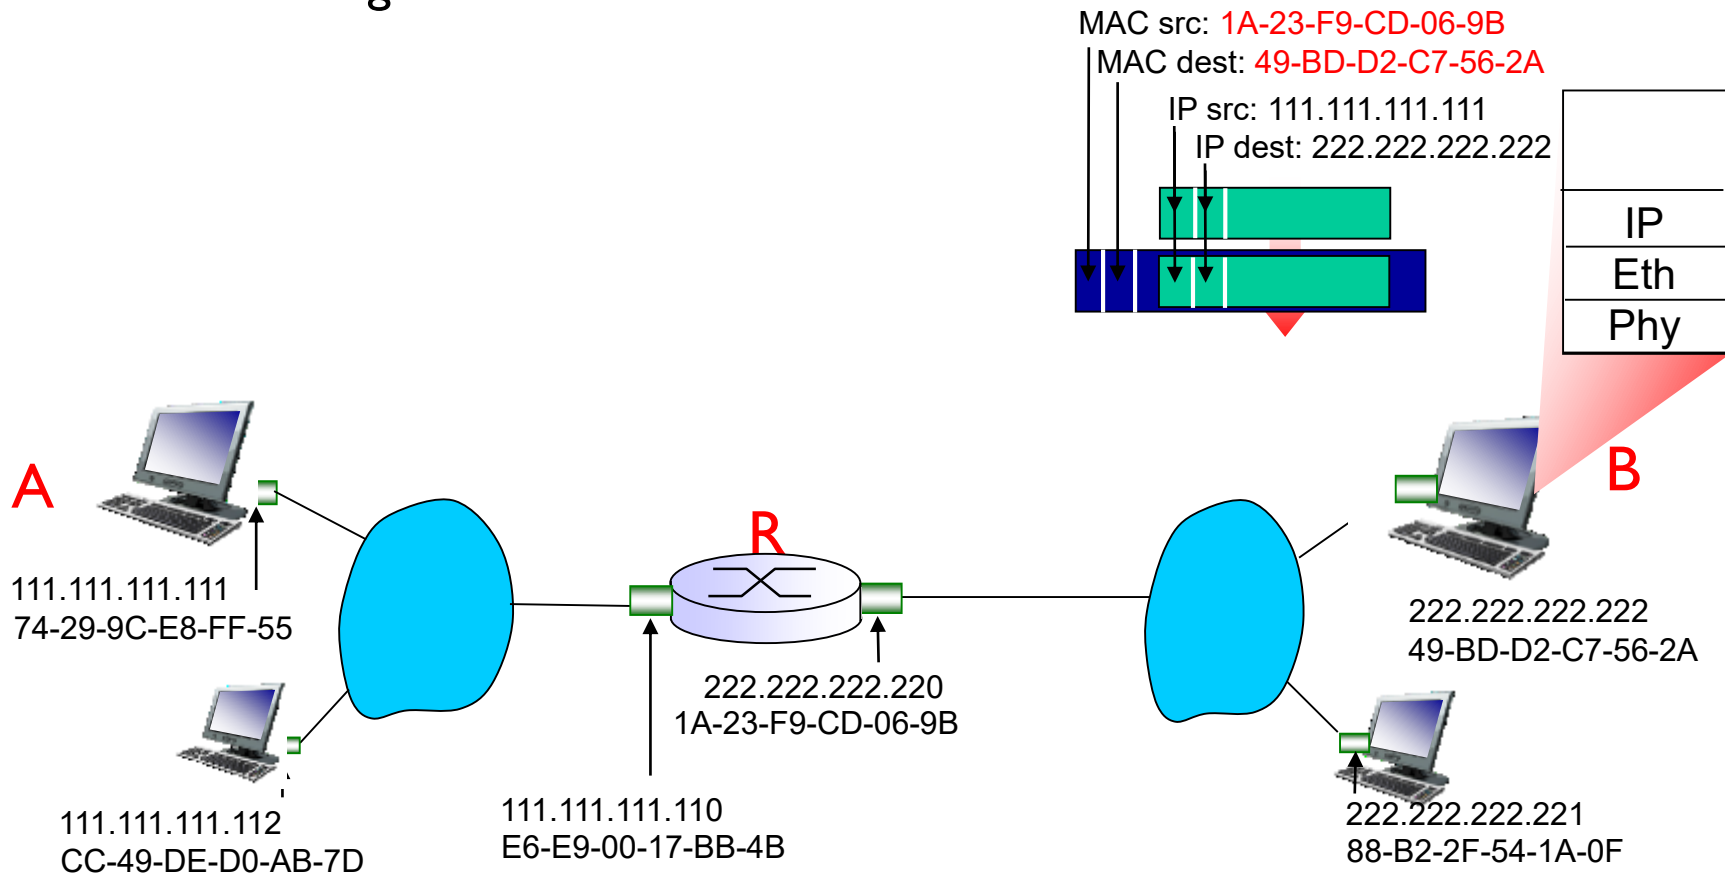 MAC src: 1A-23-F9-CD-06-9B
MAC dest: 49-BD-D2-C7-56-2A
IP src: 111.111.111.111
IP dest: 222.222.222.222
IP
Eth
Phy
A
R
B
111.111.111.111
74-29-9C-E8-FF-55
222.222.222.222
49-BD-D2-C7-56-2A
222.222.222.220
1A-23-F9-CD-06-9B
111.111.111.112
CC-49-DE-D0-AB-7D
111.111.111.110
E6-E9-00-17-BB-4B
222.222.222.221
88-B2-2F-54-1A-0F